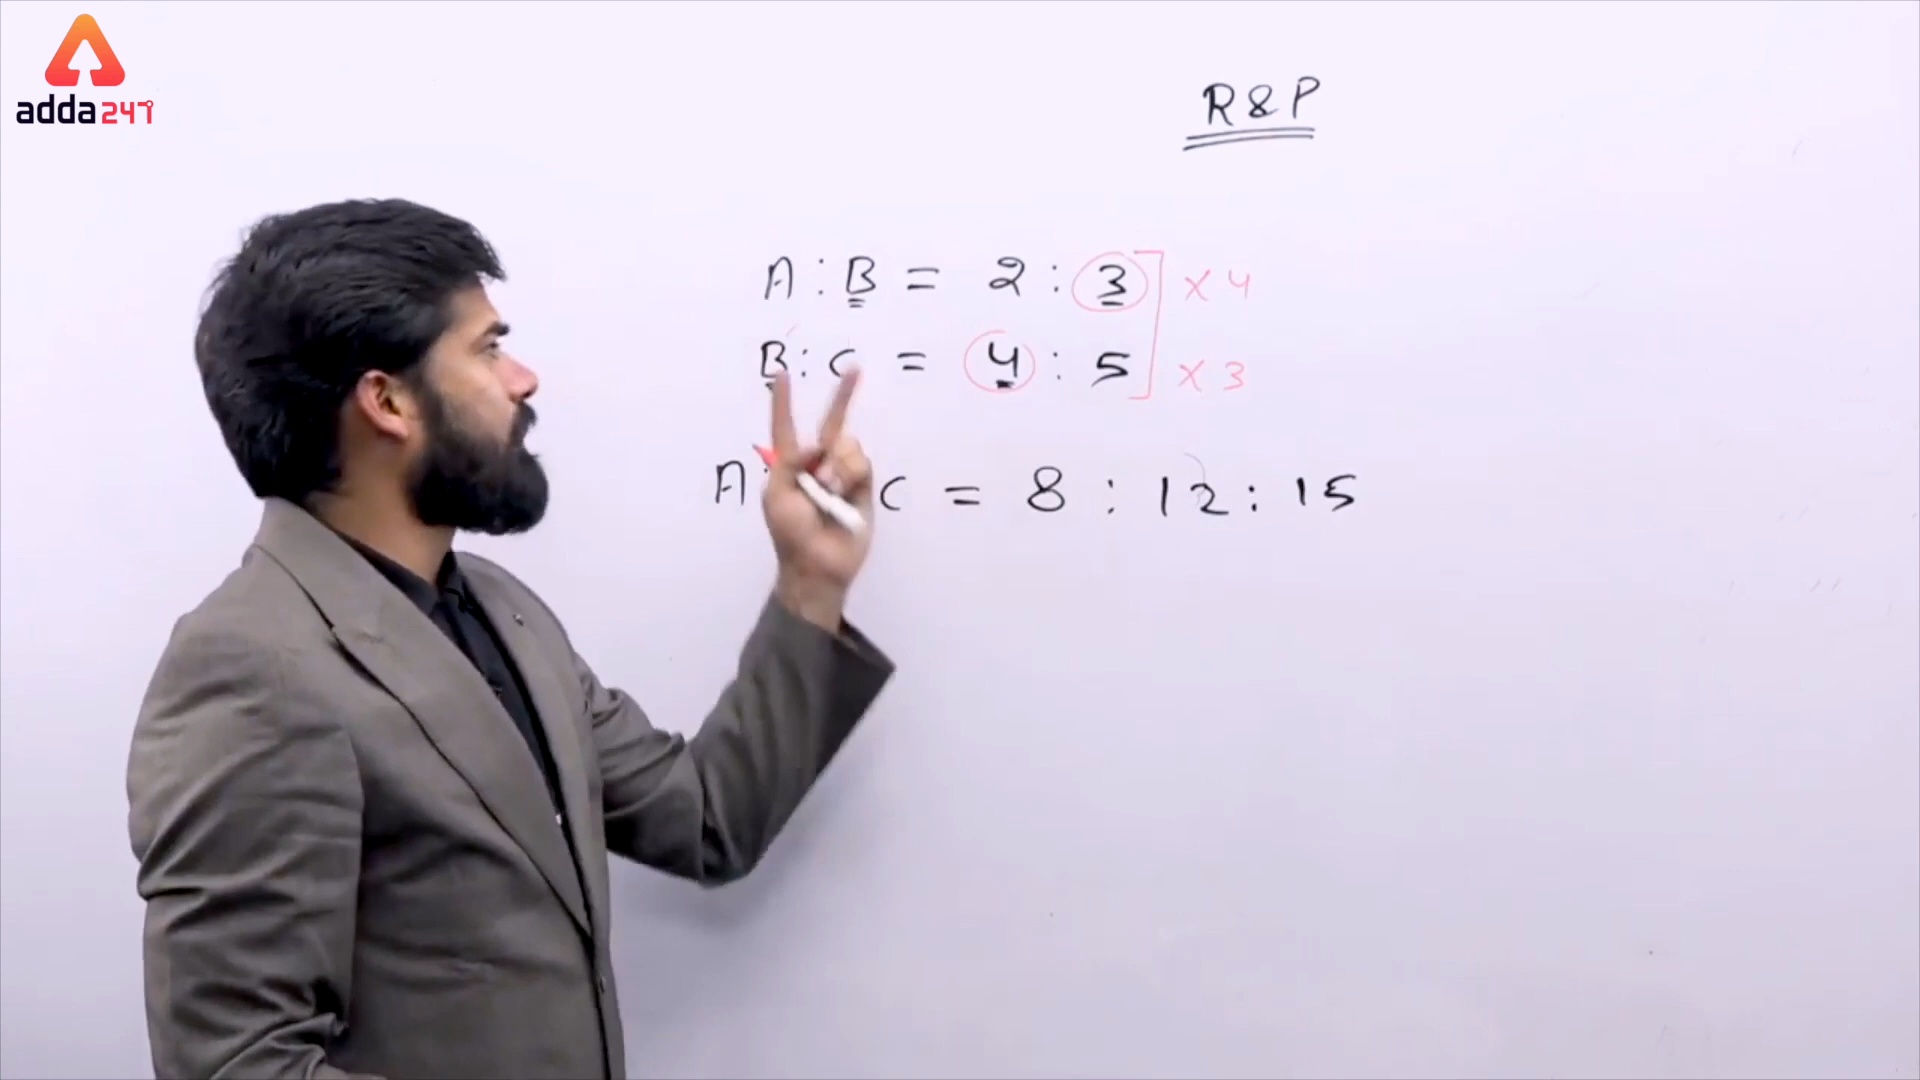 adda247
R & P
A : B = 2 : 3 ] × 4
B : C = 4 : 5 ] × 3
A : C = 8 : 12 : 15